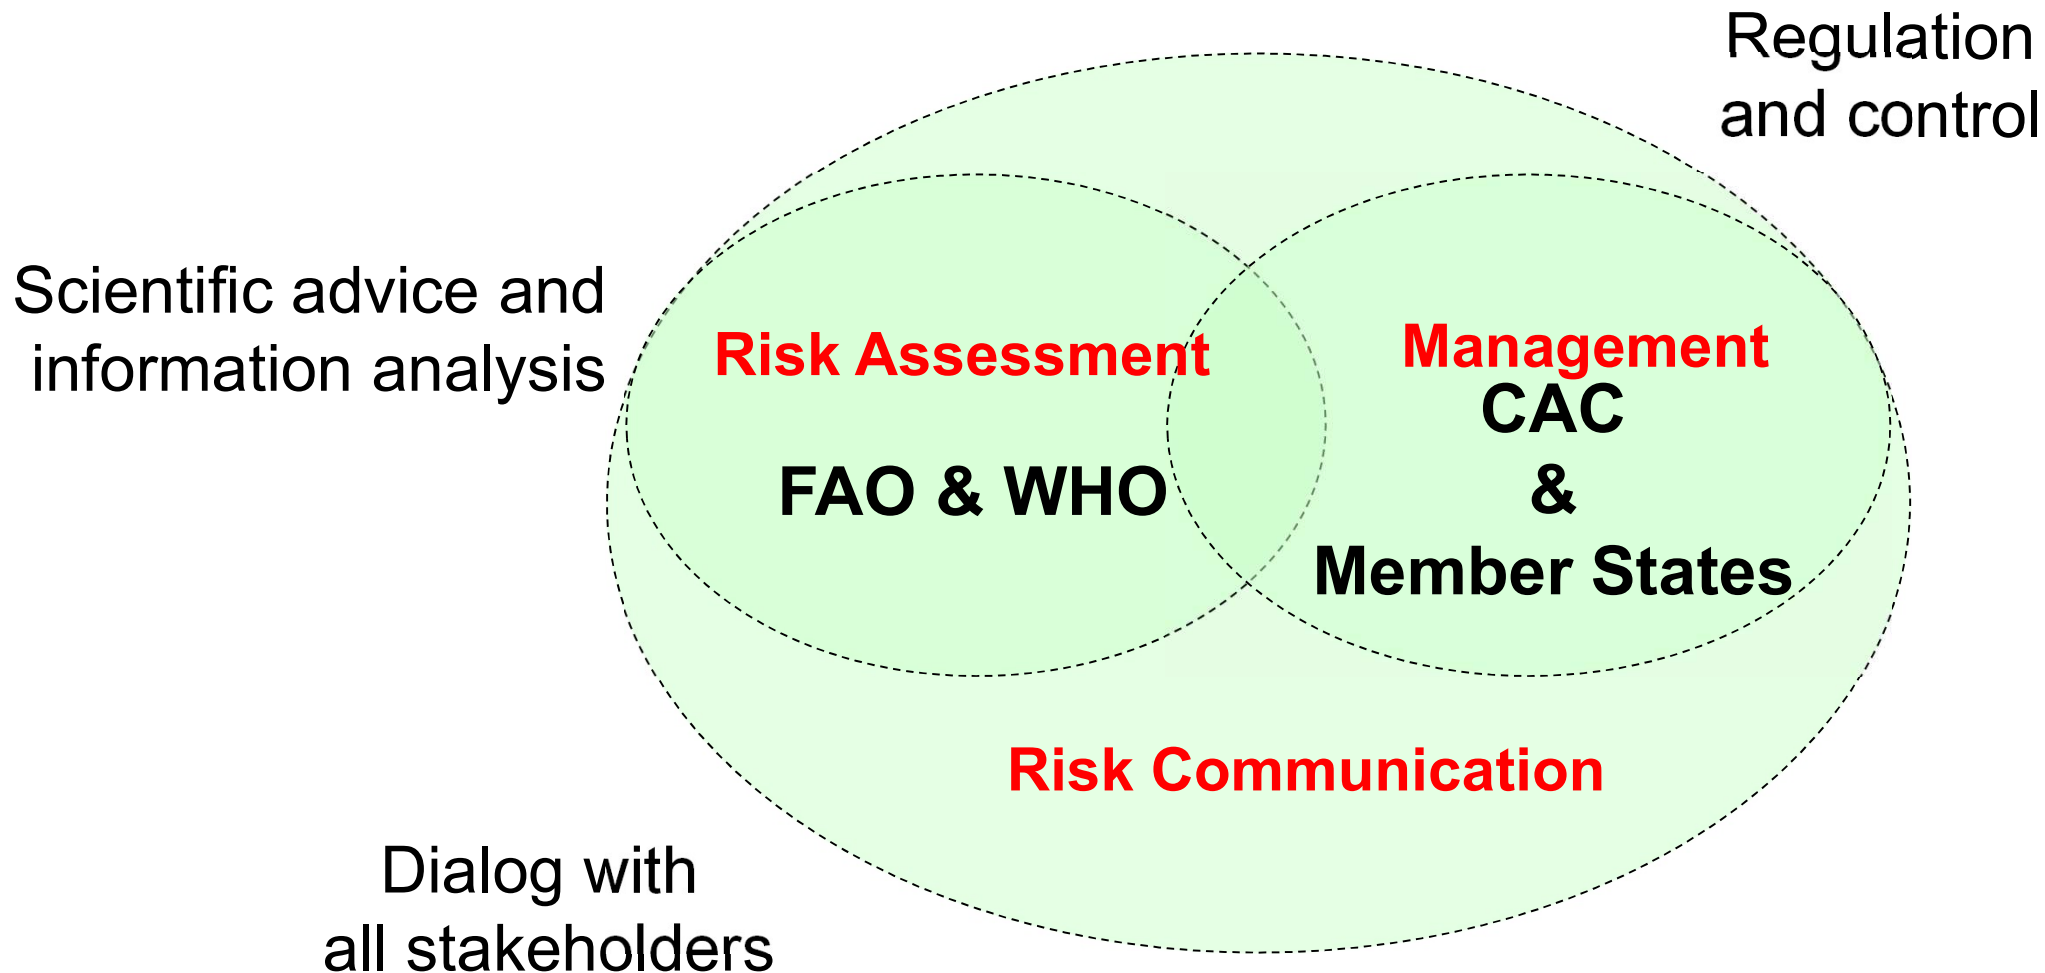 Regulation
and control
Scientific advice and
information analysis
Risk Assessment
FAO & WHO
Management
CAC
&
Member States
Risk Communication
Dialog with
all stakeholders